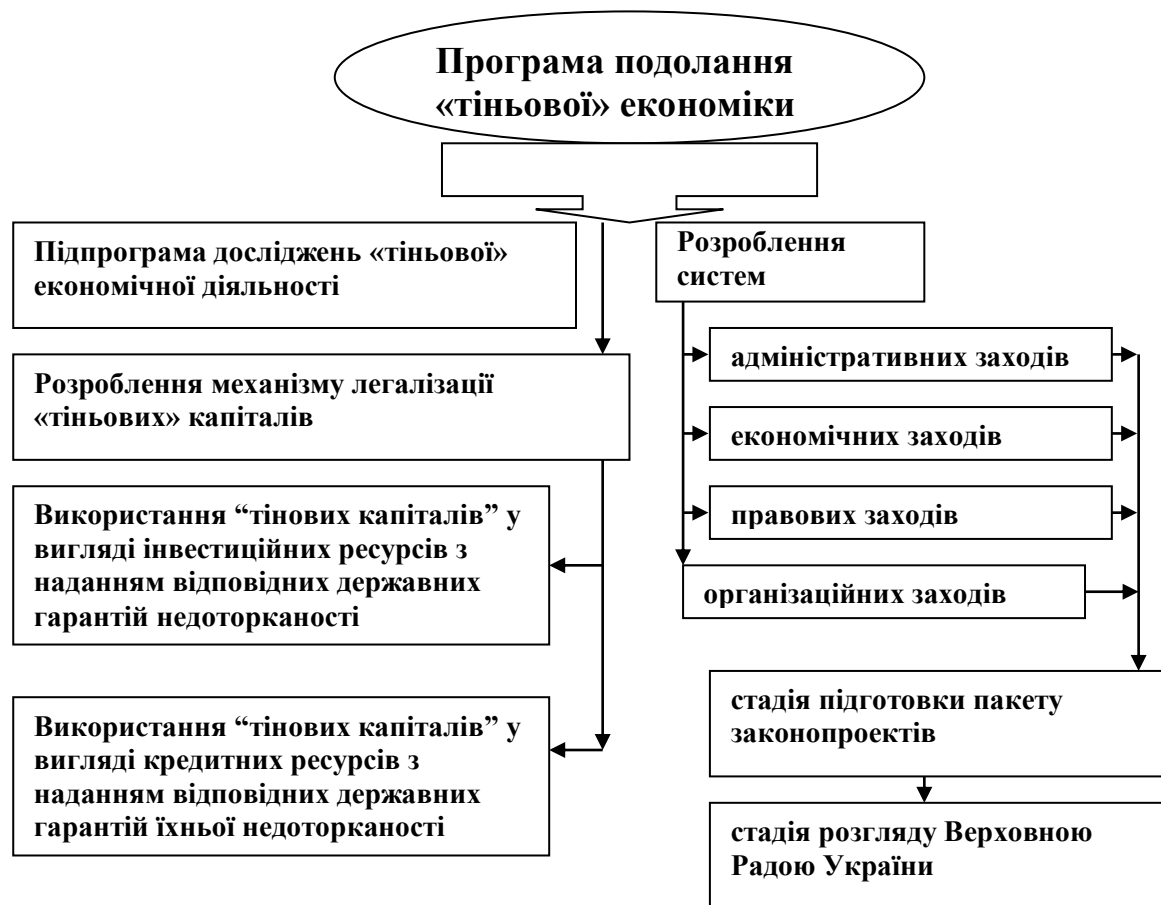 Програма подолання
«тіньової» економіки
Підпрограма досліджень «тіньової»
економічної діяльності
Розроблення механізму легалізації
«тіньових» капіталів
Використання “тінових капіталів” у
вигляді інвестиційних ресурсів з
наданням відповідних державних
гарантій недоторканості
Використання “тінових капіталів” у
вигляді кредитних ресурсів з
наданням відповідних державних
гарантій їхньої недоторканості
Розроблення
систем
адміністративних заходів
економічних заходів
правових заходів
організаційних заходів
стадія підготовки пакету
законопроектів
стадія розгляду Верховною
Радою України